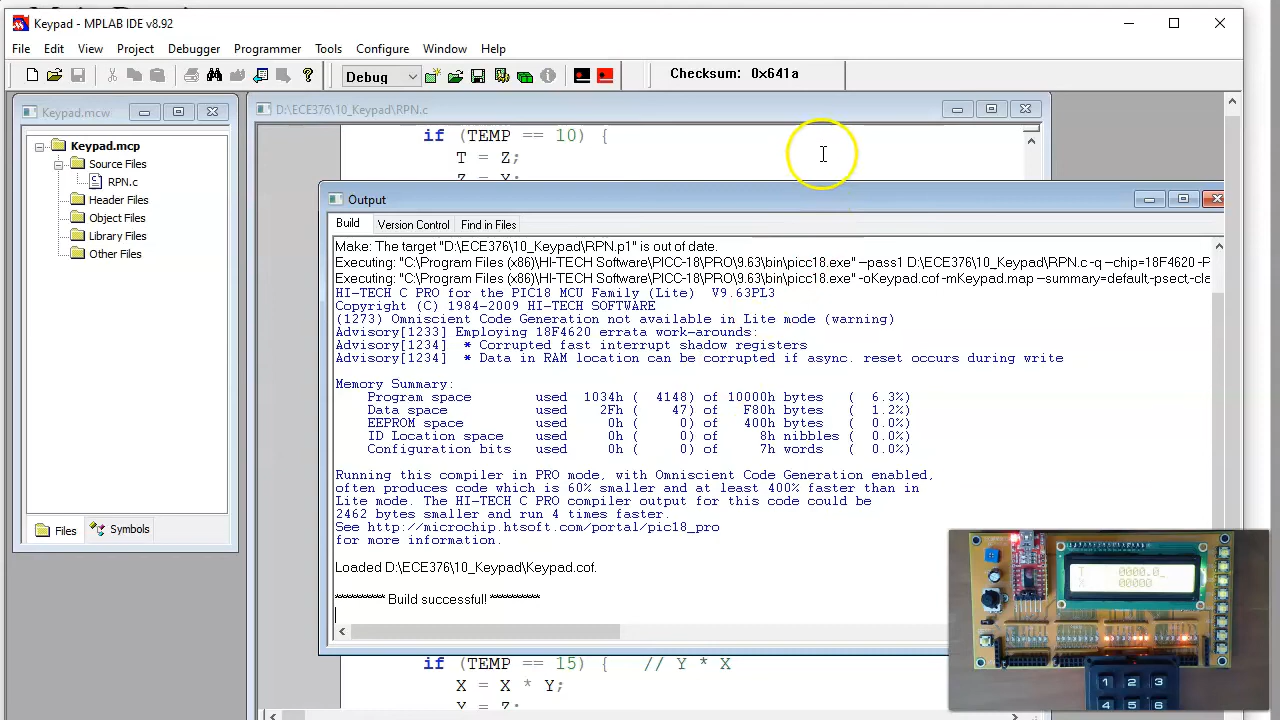 Keypad - MPLAB IDE v8.92
File Edit View Project Debugger Programmer Tools Configure Window Help
Debug
Checksum: 0x641a
Keypad.mcw
Keypad.mcp
Source Files
RPN.c
Header Files
Object Files
Library Files
Other Files
Files Symbols
D:\ECE376\10_Keypad\RPN.c
if (TEMP == 10) {
T = Z;
Z = Y;
Output
Build Version Control Find in Files
Make: The target "D:\ECE376\10_Keypad\RPN.p1" is out of date.
Executing: "C:\Program Files (x86)\HI-TECH Software\PICC-18\PRO\9.63\bin\picc18.exe" --pass1 D:\ECE376\10_Keypad\RPN.c -q --chip=18F4620 -P
Executing: "C:\Program Files (x86)\HI-TECH Software\PICC-18\PRO\9.63\bin\picc18.exe" -oKeypad.cof -mKeypad.map --summary=default,-psect,-cle
HI-TECH C PRO for the PIC18 MCU Family (Lite) V9.63PL3
Copyright (C) 1984-2009 HI-TECH SOFTWARE
(1273) Omniscient Code Generation not available in Lite mode (warning)
Advisory[1233] Employing 18F4620 errata work-arounds:
Advisory[1234] * Corrupted fast interrupt shadow registers
Advisory[1234] * Data in RAM location can be corrupted if async. reset occurs during write
Memory Summary:
Program space used 1034h ( 4148) of 10000h bytes ( 6.3%)
Data space used 2Fh ( 47) of F80h bytes ( 1.2%)
EEPROM space used 0h ( 0) of 400h bytes ( 0.0%)
ID Location space used 0h ( 0) of 8h nibbles ( 0.0%)
Configuration bits used 0h ( 0) of 7h words ( 0.0%)
Running this compiler in PRO mode, with Omniscient Code Generation enabled,
often produces code which is 60% smaller and at least 400% faster than in
Lite mode. The HI-TECH C PRO compiler output for this code could be
2462 bytes smaller and run 4 times faster.
See http://microchip.htsoft.com/portal/pic18_pro
for more information.
Loaded D:\ECE376\10_Keypad\Keypad.cof.
********** Build successful! **********
if (TEMP == 15) { // Y * X
X = X * Y;
Y = Z;
T 0000.0_
X 00000
1 2 3
4 5 6